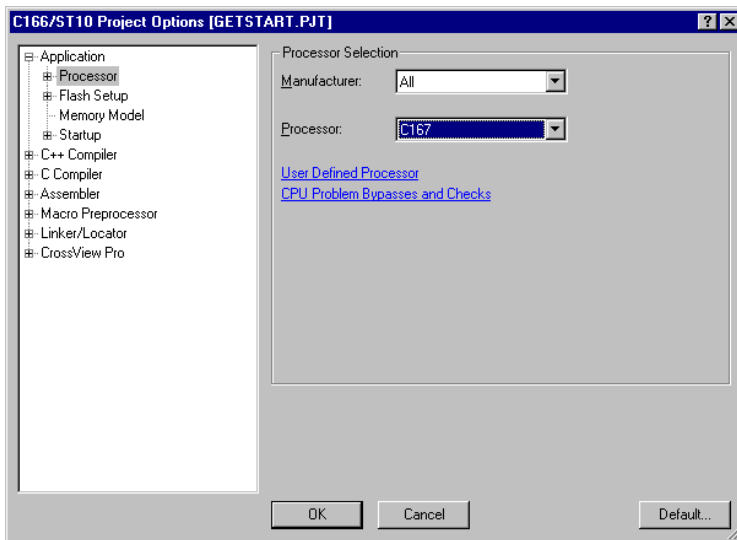 C166/ST10 Project Options [GETSTART.PJT]
Application
Processor
Flash Setup
Memory Model
Startup
C++ Compiler
C Compiler
Assembler
Macro Preprocessor
Linker/Locator
CrossView Pro
Processor Selection
Manufacturer: All
Processor: C167
User Defined Processor
CPU Problem Bypasses and Checks
OK Cancel Default...